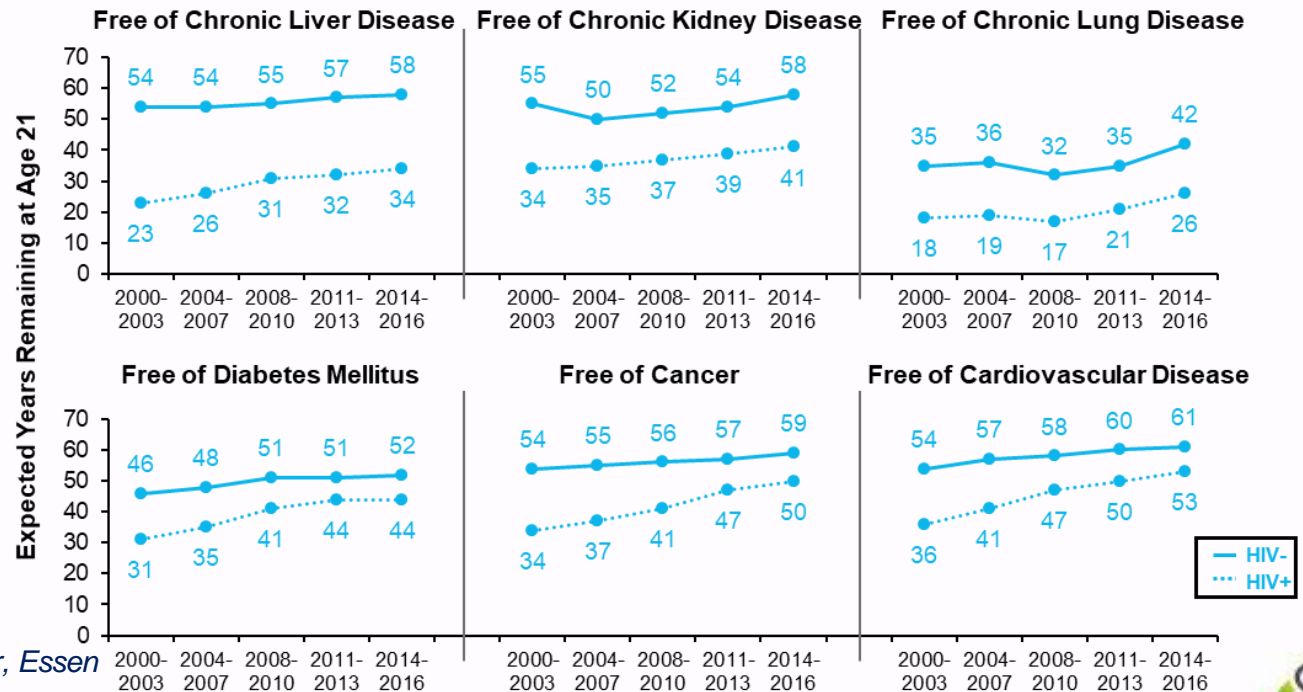 Free of Chronic Liver Disease
Free of Chronic Kidney Disease
Free of Chronic Lung Disease
Expected Years Remaining at Age 21
70
60
50
40
30
20
10
0
54 54 55 57 58
23 26 31 32 34
55 50 52 54 58
34 35 37 39 41
35 36 32 35 42
18 19 17 21 26
2000- 2004- 2008- 2011- 2014-
2003 2007 2010 2013 2016
2000- 2004- 2008- 2011- 2014-
2003 2007 2010 2013 2016
2000- 2004- 2008- 2011- 2014-
2003 2007 2010 2013 2016
Free of Diabetes Mellitus
Free of Cancer
Free of Cardiovascular Disease
70
60
50
40
30
20
10
0
46 48 51 51 52
31 35 41 44 44
54 55 56 57 59
34 37 41 47 50
54 57 58 60 61
36 41 47 50 53
HIV-
HIV+
, Essen
2000- 2004- 2008- 2011- 2014-
2003 2007 2010 2013 2016
2000- 2004- 2008- 2011- 2014-
2003 2007 2010 2013 2016
2000- 2004- 2008- 2011- 2014-
2003 2007 2010 2013 2016